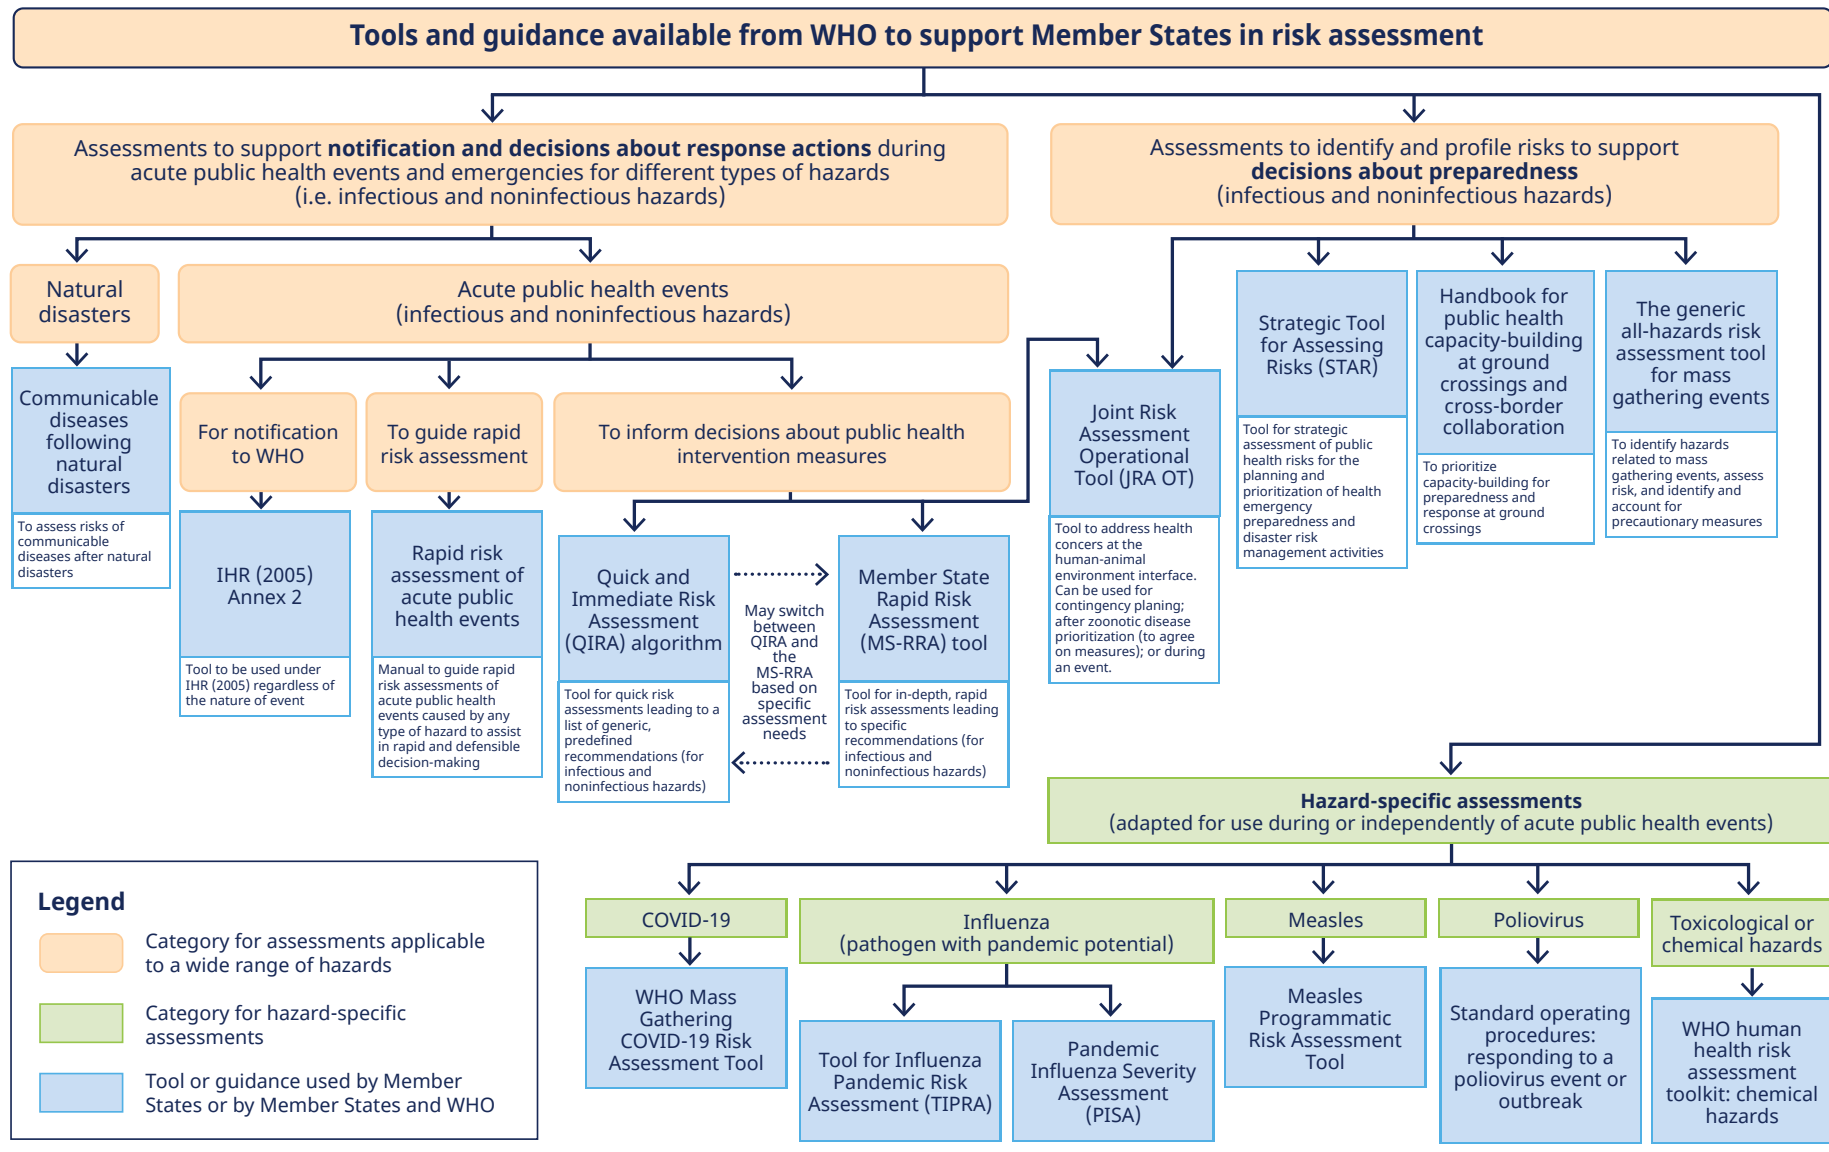 Tools and guidance available from WHO to support Member States in risk assessment
Assessments to support notification and decisions about response actions during
acute public health events and emergencies for different types of hazards
(i.e. infectious and noninfectious hazards)
Assessments to identify and profile risks to support
decisions about preparedness
(infectious and noninfectious hazards)
Natural
disasters
Acute public health events
(infectious and noninfectious hazards)
Communicable
diseases
following
natural
disasters
To assess risks of
communicable
diseases after natural
disasters
For notification
to WHO
To guide rapid
risk assessment
To inform decisions about public health
intervention measures
IHR (2005)
Annex 2
Tool to be used under
IHR (2005) regardless of
the nature of event
Rapid risk
assessment of
acute public
health events
Manual to guide rapid
risk assessments of
acute public health
events caused by any
type of hazard to assist
in rapid and defensible
decision-making
Quick and
Immediate Risk
Assessment
(QIRA) algorithm
Tool for quick risk
assessments leading to a
list of generic,
predefined
recommendations (for
infectious and
noninfectious hazards)
May switch
between
QIRA and
the
MS-RRA
based on
specific
assessment
needs
Member State
Rapid Risk
Assessment
(MS-RRA) tool
Tool for in-depth, rapid
risk assessments leading
to specific
recommendations (for
infectious and
noninfectious hazards)
Joint Risk
Assessment
Operational
Tool (JRA OT)
Tool to address health
concers at the
human-animal
environment interface.
Can be used for
contingency planing;
after zoonotic disease
prioritization (to agree
on measures); or during
an event.
Strategic Tool
for Assessing
Risks (STAR)
Tool for strategic
assessment of public
health risks for the
planning and
prioritization of health
emergency
preparedness and
disaster risk
management activities
Handbook for
public health
capacity-building
at ground
crossings and
cross-border
collaboration
To prioritize
capacity-building for
preparedness and
response at ground
crossings
The generic
all-hazards risk
assessment tool
for mass
gathering events
To identify hazards
related to mass
gathering events, assess
risk, and identify and
account for
precautionary measures
Hazard-specific assessments
(adapted for use during or independently of acute public health events)
COVID-19
WHO Mass
Gathering
COVID-19 Risk
Assessment Tool
Influenza
(pathogen with pandemic potential)
Tool for Influenza
Pandemic Risk
Assessment (TIPRA)
Pandemic
Influenza Severity
Assessment
(PISA)
Measles
Measles
Programmatic
Risk Assessment
Tool
Poliovirus
Standard operating
procedures:
responding to a
poliovirus event or
outbreak
Toxicological or
chemical hazards
WHO human
health risk
assessment
toolkit: chemical
hazards
Legend
Category for assessments applicable
to a wide range of hazards
Category for hazard-specific
assessments
Tool or guidance used by Member
States or by Member States and WHO